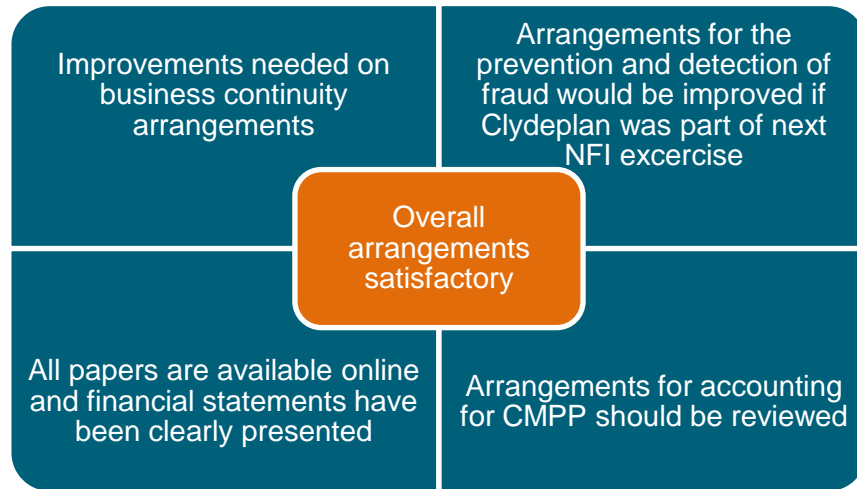 Improvements needed on
business continuity
arrangements
Arrangements for the
prevention and detection of
fraud would be improved if
Clydeplan was part of next
NFI excercise
Overall
arrangements
satisfactory
All papers are available online
and financial statements have
been clearly presented
Arrangements for accounting
for CMPP should be reviewed